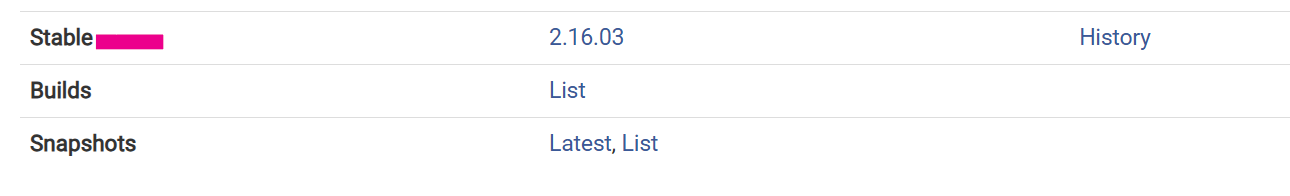 Stable 2.16.03 History
Builds List
Snapshots Latest, List